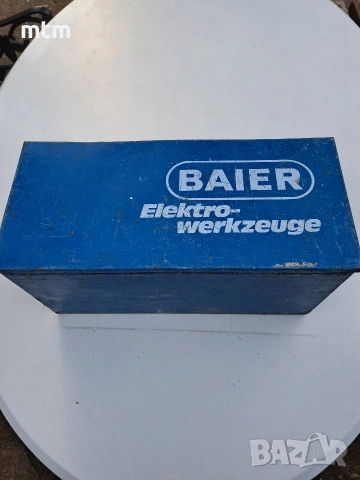 mtm
BAIER
Elektro-
werkzeuge
BAZAR